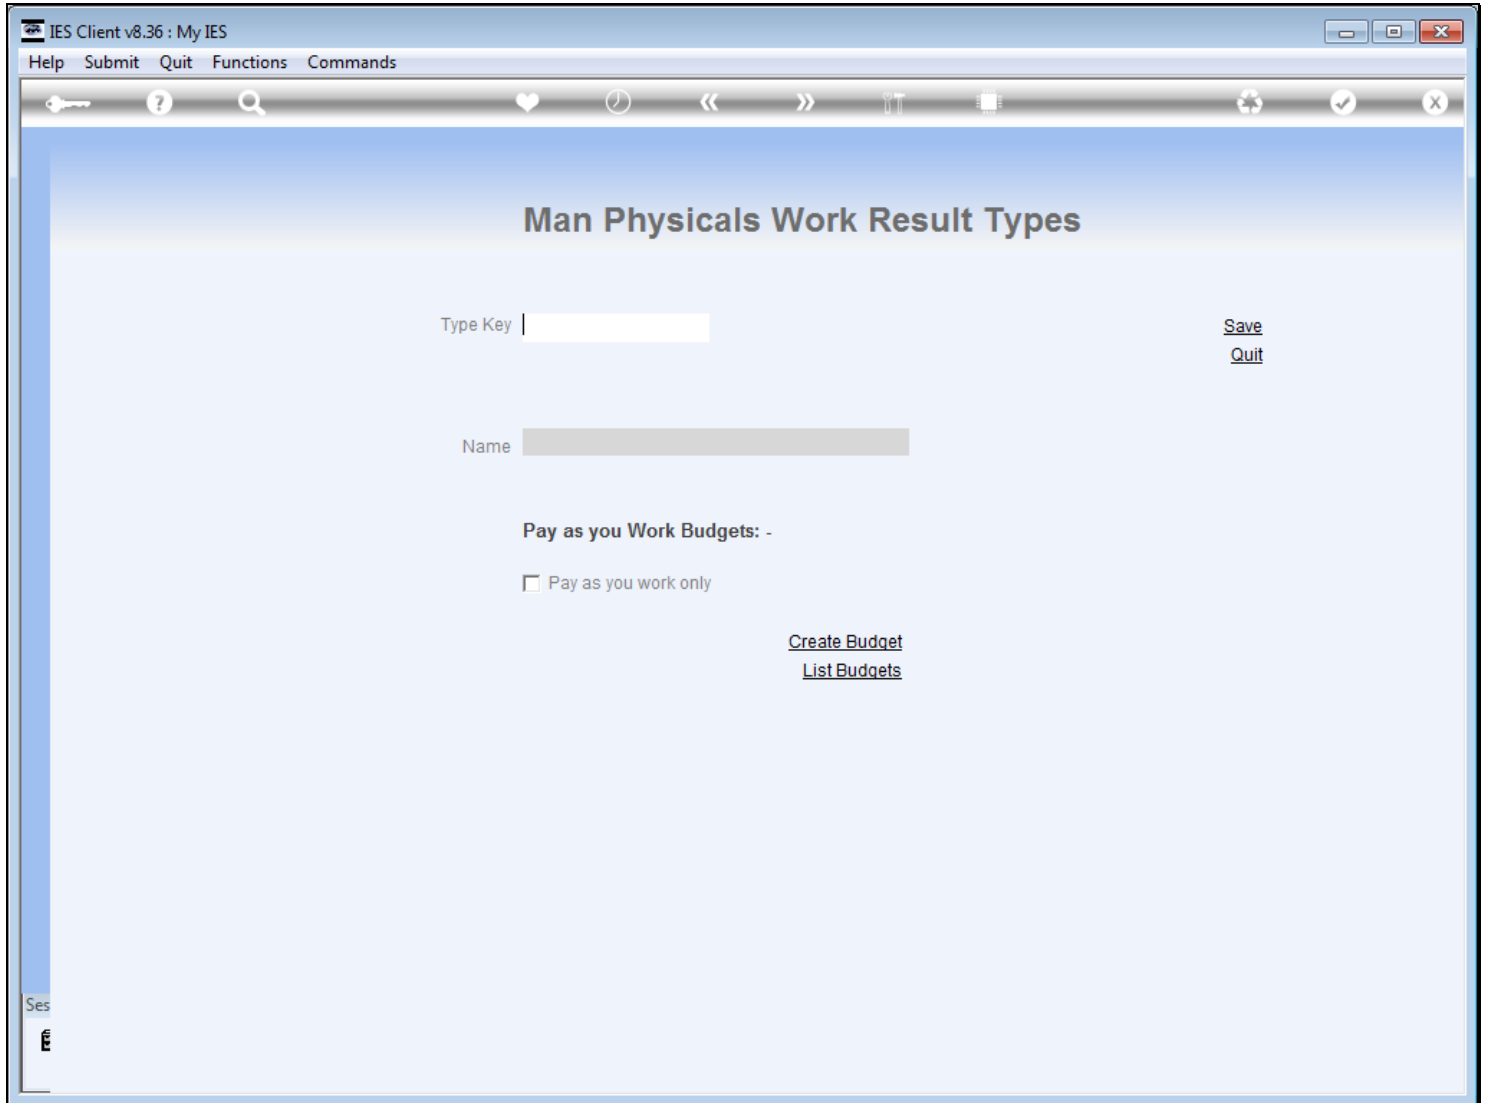 IES Client v8.36 : My IES
Help Submit Quit Functions Commands
Man Physicals Work Result Types
Type Key
Save
Quit
Name
Pay as you Work Budgets: -
Pay as you work only
Create Budget
List Budgets
Ses